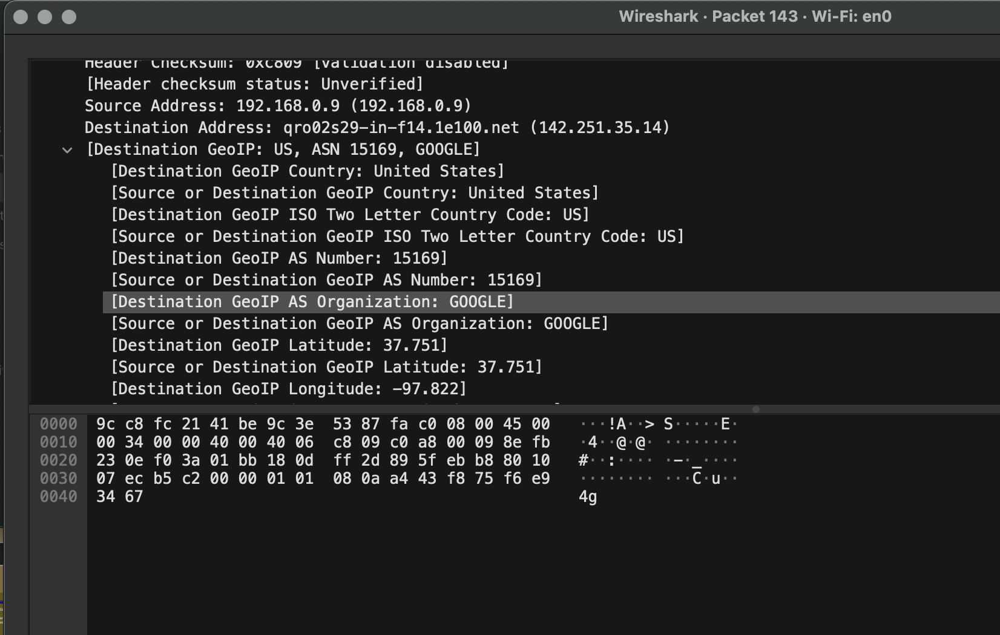 Wireshark · Packet 143 · Wi-Fi: en0
Header Checksum: 0xc809 [validation disabled]
[Header checksum status: Unverified]
Source Address: 192.168.0.9 (192.168.0.9)
Destination Address: qro02s29-in-f14.1e100.net (142.251.35.14)
[Destination GeoIP: US, ASN 15169, GOOGLE]
[Destination GeoIP Country: United States]
[Source or Destination GeoIP Country: United States]
[Destination GeoIP ISO Two Letter Country Code: US]
[Source or Destination GeoIP ISO Two Letter Country Code: US]
[Destination GeoIP AS Number: 15169]
[Source or Destination GeoIP AS Number: 15169]
[Destination GeoIP AS Organization: GOOGLE]
[Source or Destination GeoIP AS Organization: GOOGLE]
[Destination GeoIP Latitude: 37.751]
[Source or Destination GeoIP Latitude: 37.751]
[Destination GeoIP Longitude: -97.822]
0000 9c c8 fc 21 41 be 9c 3e 53 87 fa c0 08 00 45 00 ···!A··> S·····E·
0010 00 34 00 00 40 00 40 06 c8 09 c0 a8 00 09 8e fb ·4··@·@· ········
0020 23 0e f0 3a 01 bb 18 0d ff 2d 89 5f eb b8 80 10 #··:···· ·-·_····
0030 07 ec b5 c2 00 00 01 01 08 0a a4 43 f8 75 f6 e9 ········ ···C·u··
0040 34 67 4g